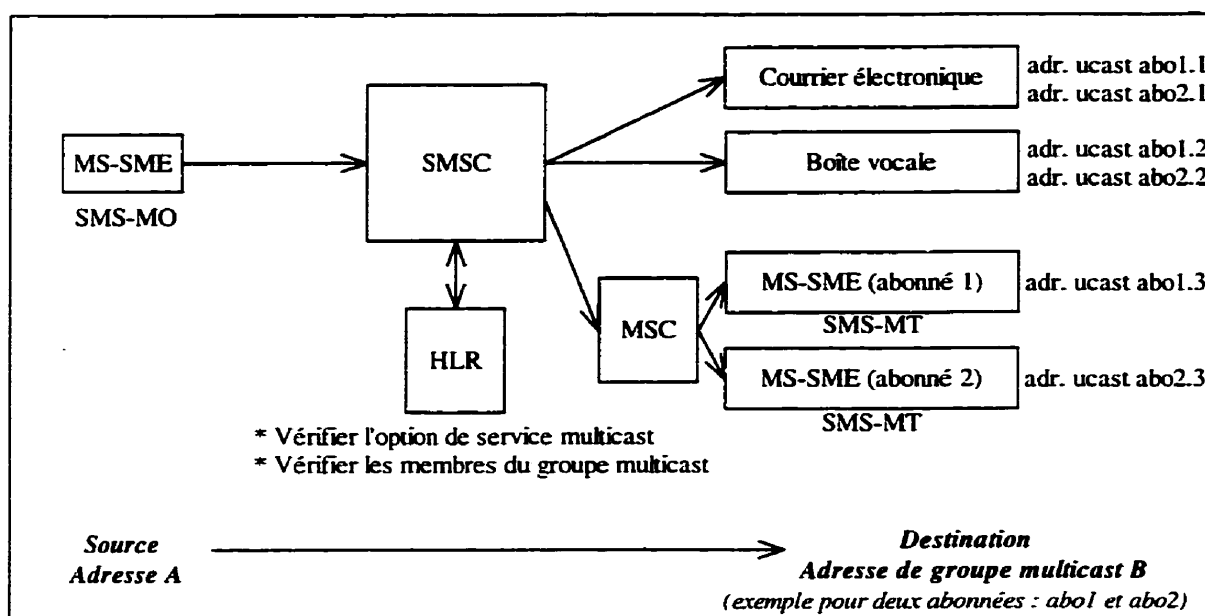 Courrier électronique
adr. ucast abo1.1
adr. ucast abo2.1
MS-SME
SMS-MO
SMSC
Boîte vocale
adr. ucast abo1.2
adr. ucast abo2.2
HLR
MSC
MS-SME (abonné 1)
adr. ucast abo1.3
SMS-MT
MS-SME (abonné 2)
adr. ucast abo2.3
SMS-MT
* Vérifier l'option de service multicast
* Vérifier les membres du groupe multicast
Source
Adresse A
Destination
Adresse de groupe multicast B
(exemple pour deux abonnées : abo1 et abo2)